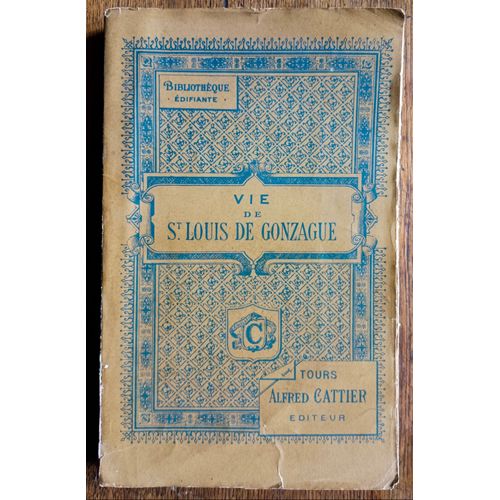 BIBLIOTHÈQUE
· ÉDIFIANTE ·
VIE
DE
ST LOUIS DE GONZAGUE
C
TOURS
ALFRED CATTIER
EDITEUR